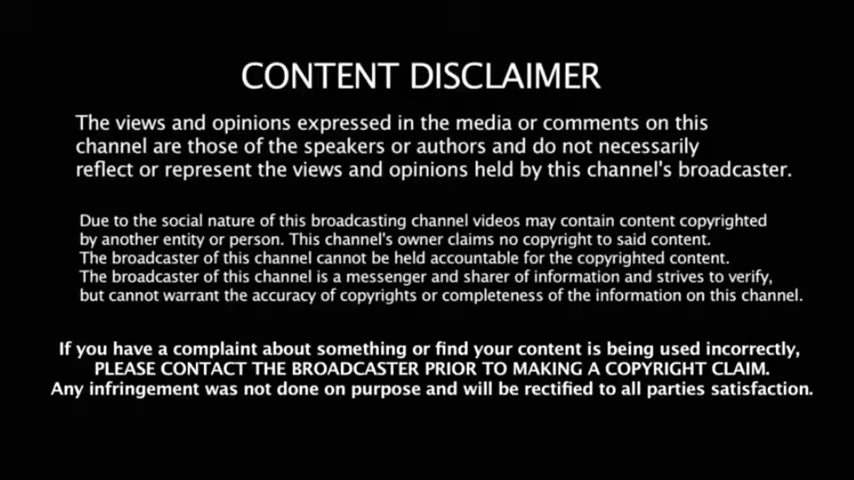 CONTENT DISCLAIMER
The views and opinions expressed in the media or comments on this
channel are those of the speakers or authors and do not necessarily
reflect or represent the views and opinions held by this channel's broadcaster.
Due to the social nature of this broadcasting channel videos may contain content copyrighted
by another entity or person. This channel's owner claims no copyright to said content.
The broadcaster of this channel cannot be held accountable for the copyrighted content.
The broadcaster of this channel is a messenger and sharer of information and strives to verify,
but cannot warrant the accuracy of copyrights or completeness of the information on this channel.
If you have a complaint about something or find your content is being used incorrectly,
PLEASE CONTACT THE BROADCASTER PRIOR TO MAKING A COPYRIGHT CLAIM.
Any infringement was not done on purpose and will be rectified to all parties satisfaction.